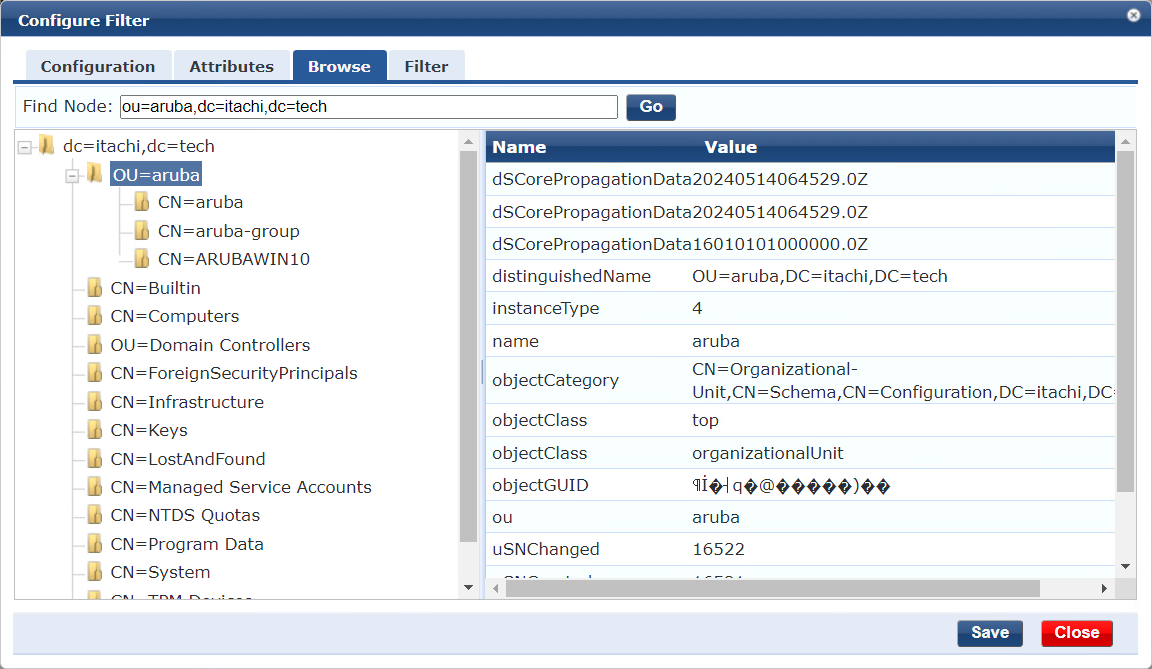 Configure Filter
Configuration Attributes Browse Filter
Find Node: ou=aruba,dc=itachi,dc=tech Go
dc=itachi,dc=tech
OU=aruba
CN=aruba
CN=aruba-group
CN=ARUBAWIN10
CN=Builtin
CN=Computers
OU=Domain Controllers
CN=ForeignSecurityPrincipals
CN=Infrastructure
CN=Keys
CN=LostAndFound
CN=Managed Service Accounts
CN=NTDS Quotas
CN=Program Data
CN=System
CN=TPM Devices
Name Value
dSCorePropagationData 20240514064529.0Z
dSCorePropagationData 20240514064529.0Z
dSCorePropagationData 16010101000000.0Z
distinguishedName OU=aruba,DC=itachi,DC=tech
instanceType 4
name aruba
objectCategory CN=Organizational-
Unit,CN=Schema,CN=Configuration,DC=itachi,DC=
objectClass top
objectClass organizationalUnit
objectGUID
ou aruba
uSNChanged 16522
Save Close